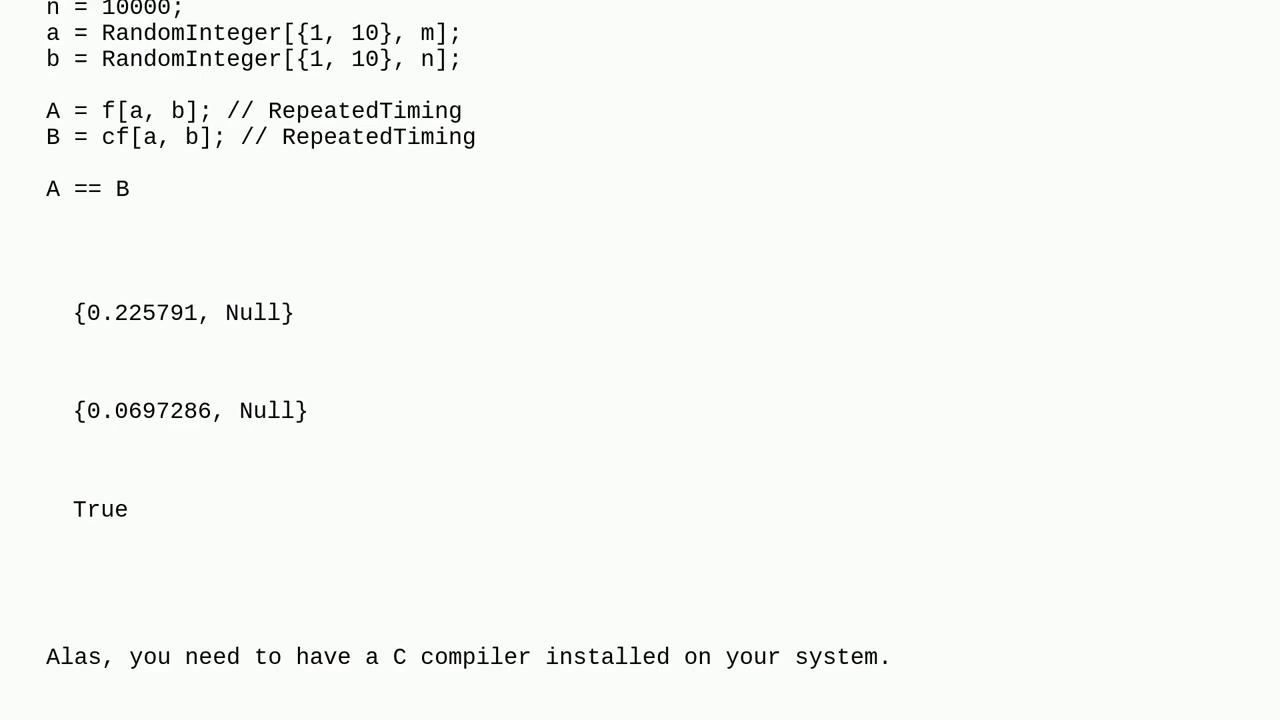 n = 10000;
a = RandomInteger[{1, 10}, m];
b = RandomInteger[{1, 10}, n];
A = f[a, b]; // RepeatedTiming
B = cf[a, b]; // RepeatedTiming
A == B
{0.225791, Null}
{0.0697286, Null}
True
Alas, you need to have a C compiler installed on your system.